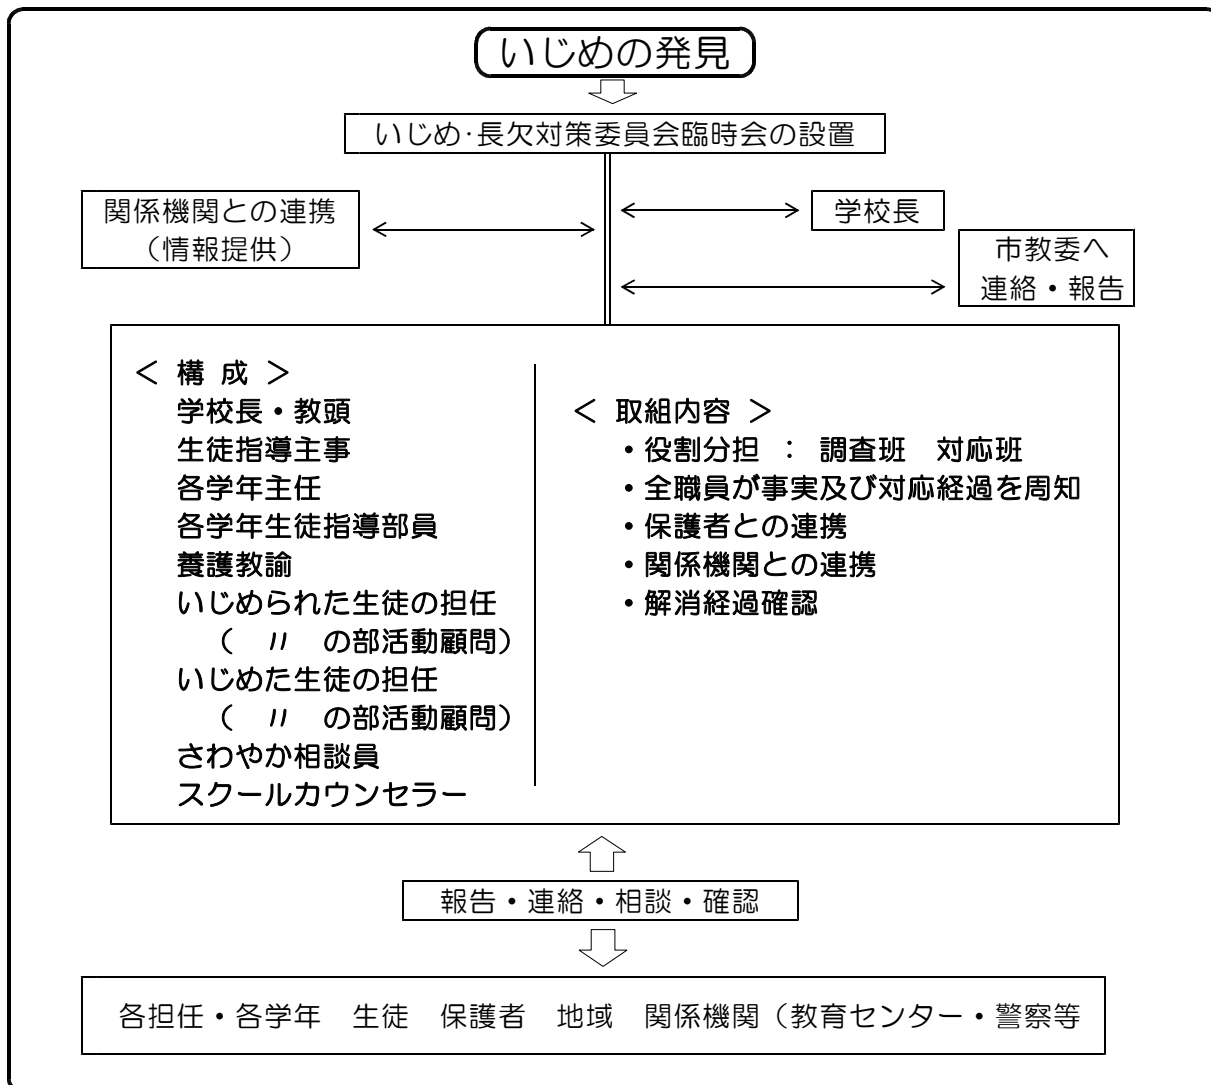 いじめの発見
いじめ・長欠対策委員会臨時会の設置
関係機関との連携
（情報提供）
学校長
市教委へ
連絡・報告
＜ 構 成 ＞
学校長・教頭
生徒指導主事
各学年主任
各学年生徒指導部員
養護教諭
いじめられた生徒の担任
（　〃　の部活動顧問）
いじめた生徒の担任
（　〃　の部活動顧問）
さわやか相談員
スクールカウンセラー
＜ 取組内容 ＞
・役割分担 ： 調査班　対応班
・全職員が事実及び対応経過を周知
・保護者との連携
・関係機関との連携
・解消経過確認
報告・連絡・相談・確認
各担任・各学年　生徒　保護者　地域　関係機関（教育センター・警察等